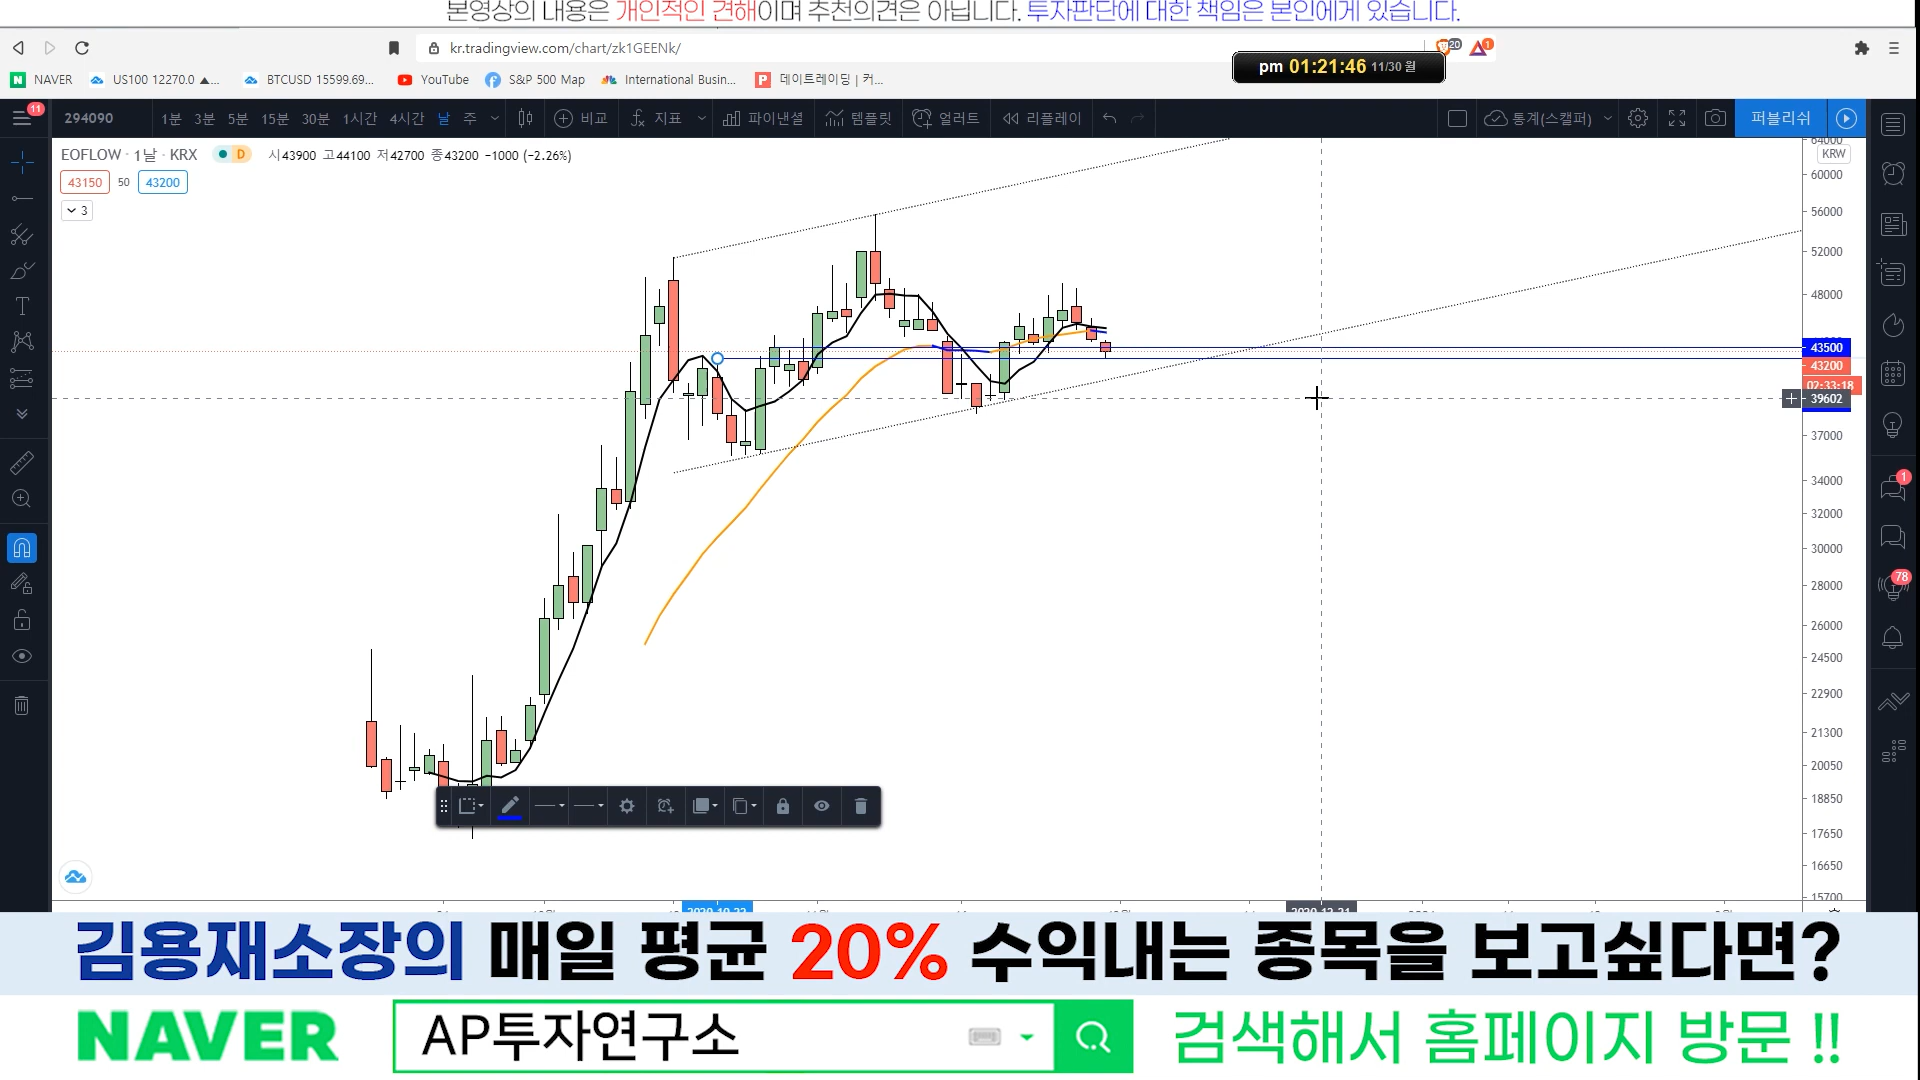 본영상의 내용은 개인적인 견해이며 추천의견은 아닙니다. 투자판단에 대한 책임은 본인에게 있습니다.
kr.tradingview.com/chart/zk1GEENk/
20
1
pm 01:21:46 11/30 월
NAVER
US100 12270.0 ▲...
BTCUSD 15599.69...
YouTube
S&P 500 Map
International Busin...
데이트레이딩 | 커...
11
294090
1분 3분 5분 15분 30분 1시간 4시간 날 주
비교
지표
파이낸셜
템플릿
얼러트
리플레이
통계(스캘퍼)
퍼블리쉬
EOFLOW · 1날 · KRX
D
시43900 고44100 저42700 종43200 -1000 (-2.26%)
43150 50 43200
3
KRW
60000
56000
52000
48000
43500
43200
02:33:18
39602
37000
34000
32000
30000
28000
26000
24500
22900
21300
20050
18850
17650
16650
15700
1
78
김용재소장의 매일 평균 20% 수익내는 종목을 보고싶다면?
NAVER
AP투자연구소
검색해서 홈페이지 방문 !!